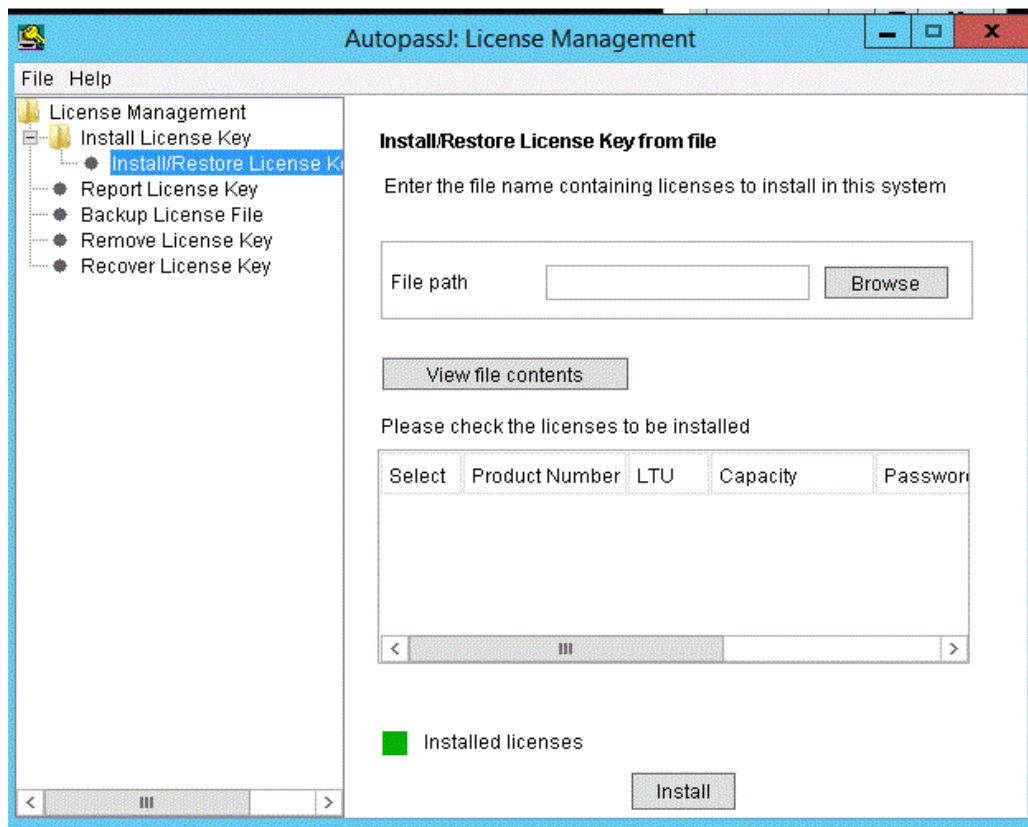 AutopassJ: License Management
File Help
License Management
Install License Key
Install/Restore License K
Report License Key
Backup License File
Remove License Key
Recover License Key
Install/Restore License Key from file
Enter the file name containing licenses to install in this system
File path
Browse
View file contents
Please check the licenses to be installed
Select Product Number LTU Capacity Passwor
Installed licenses
Install